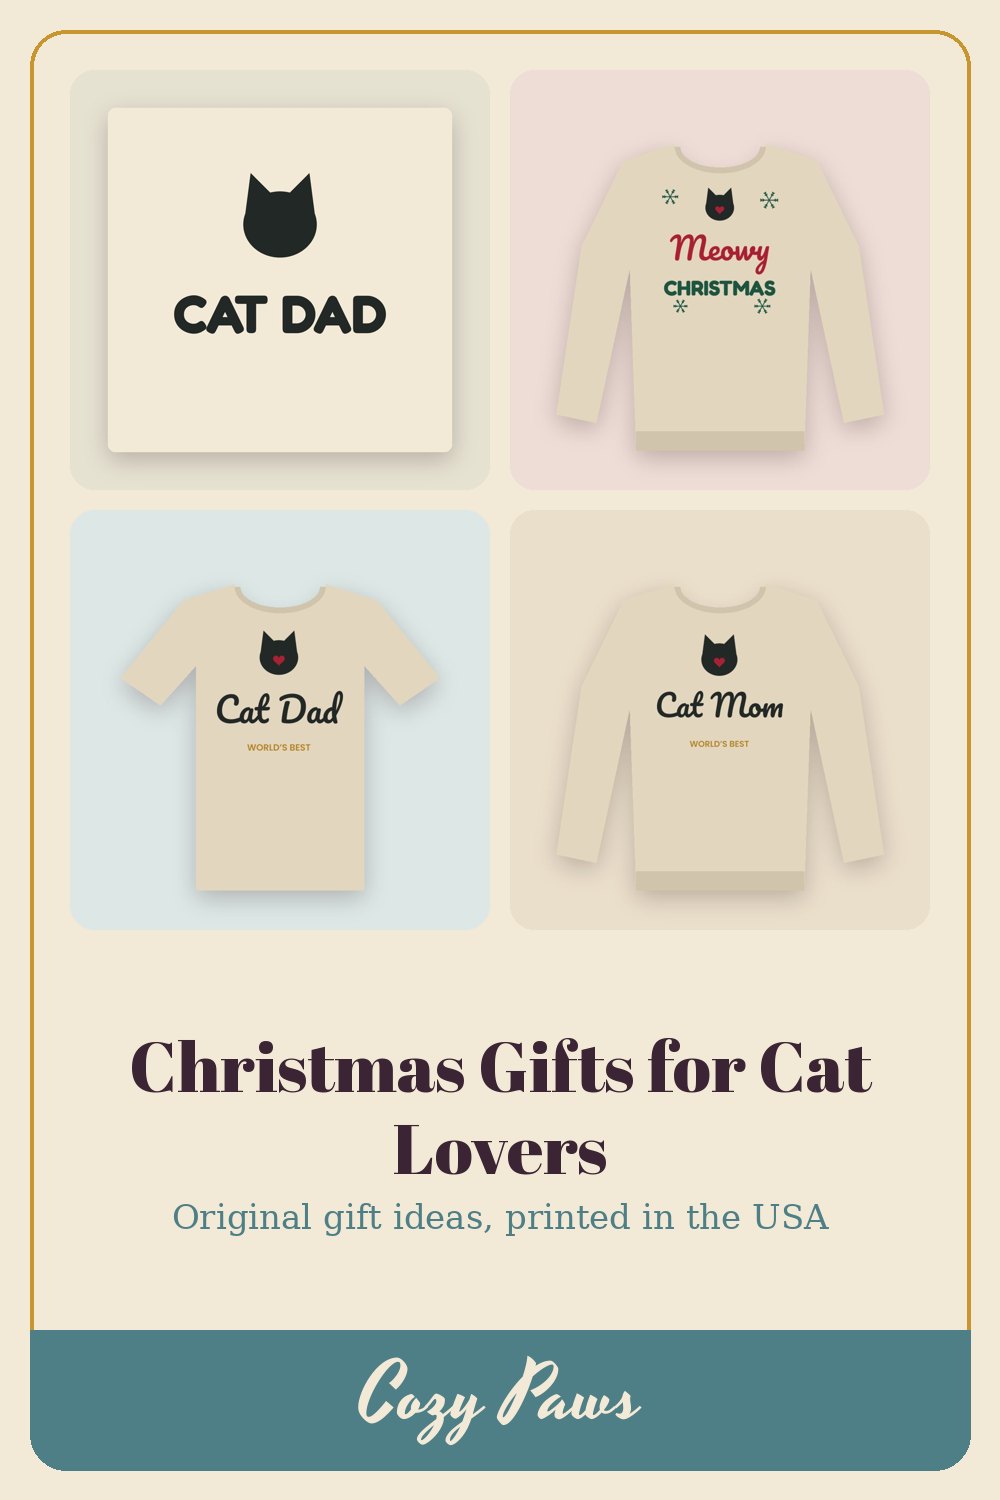 CAT DAD
Meowy
CHRISTMAS
Cat Dad
WORLD'S BEST
Cat Mom
WORLD'S BEST
Christmas Gifts for Cat
Lovers
Original gift ideas, printed in the USA
Cozy Paws